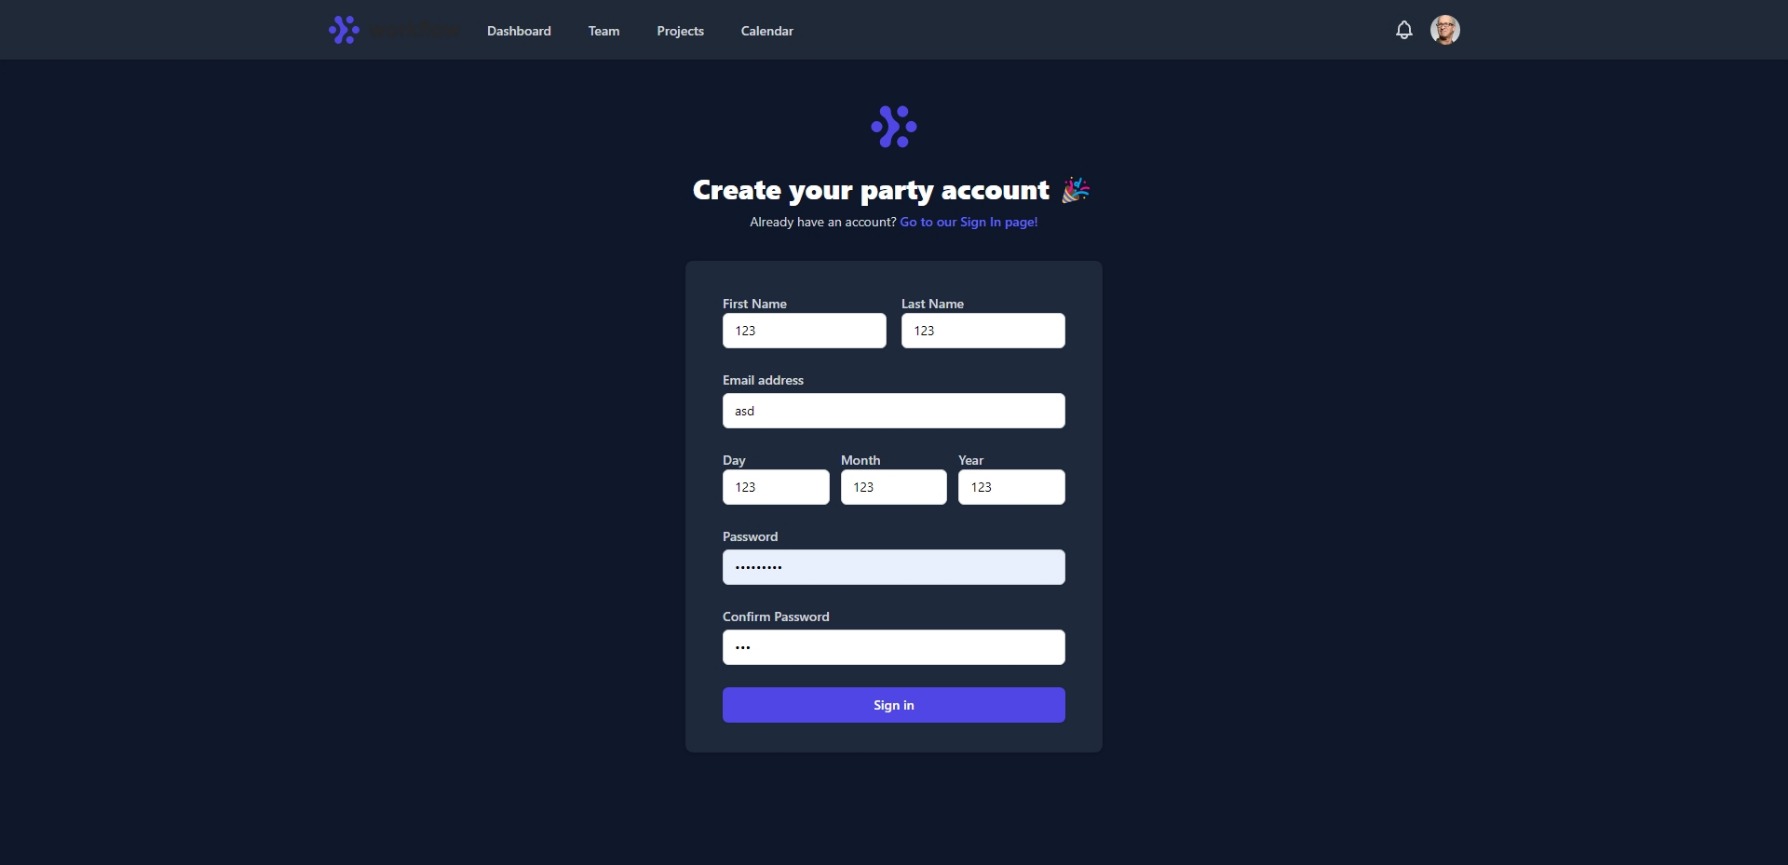 Dashboard Team Projects Calendar
Create your party account 🎉
Already have an account? Go to our Sign In page!
First Name Last Name
123 123
Email address
asd
Day Month Year
123 123 123
Password
•••••••••
Confirm Password
•••
Sign in